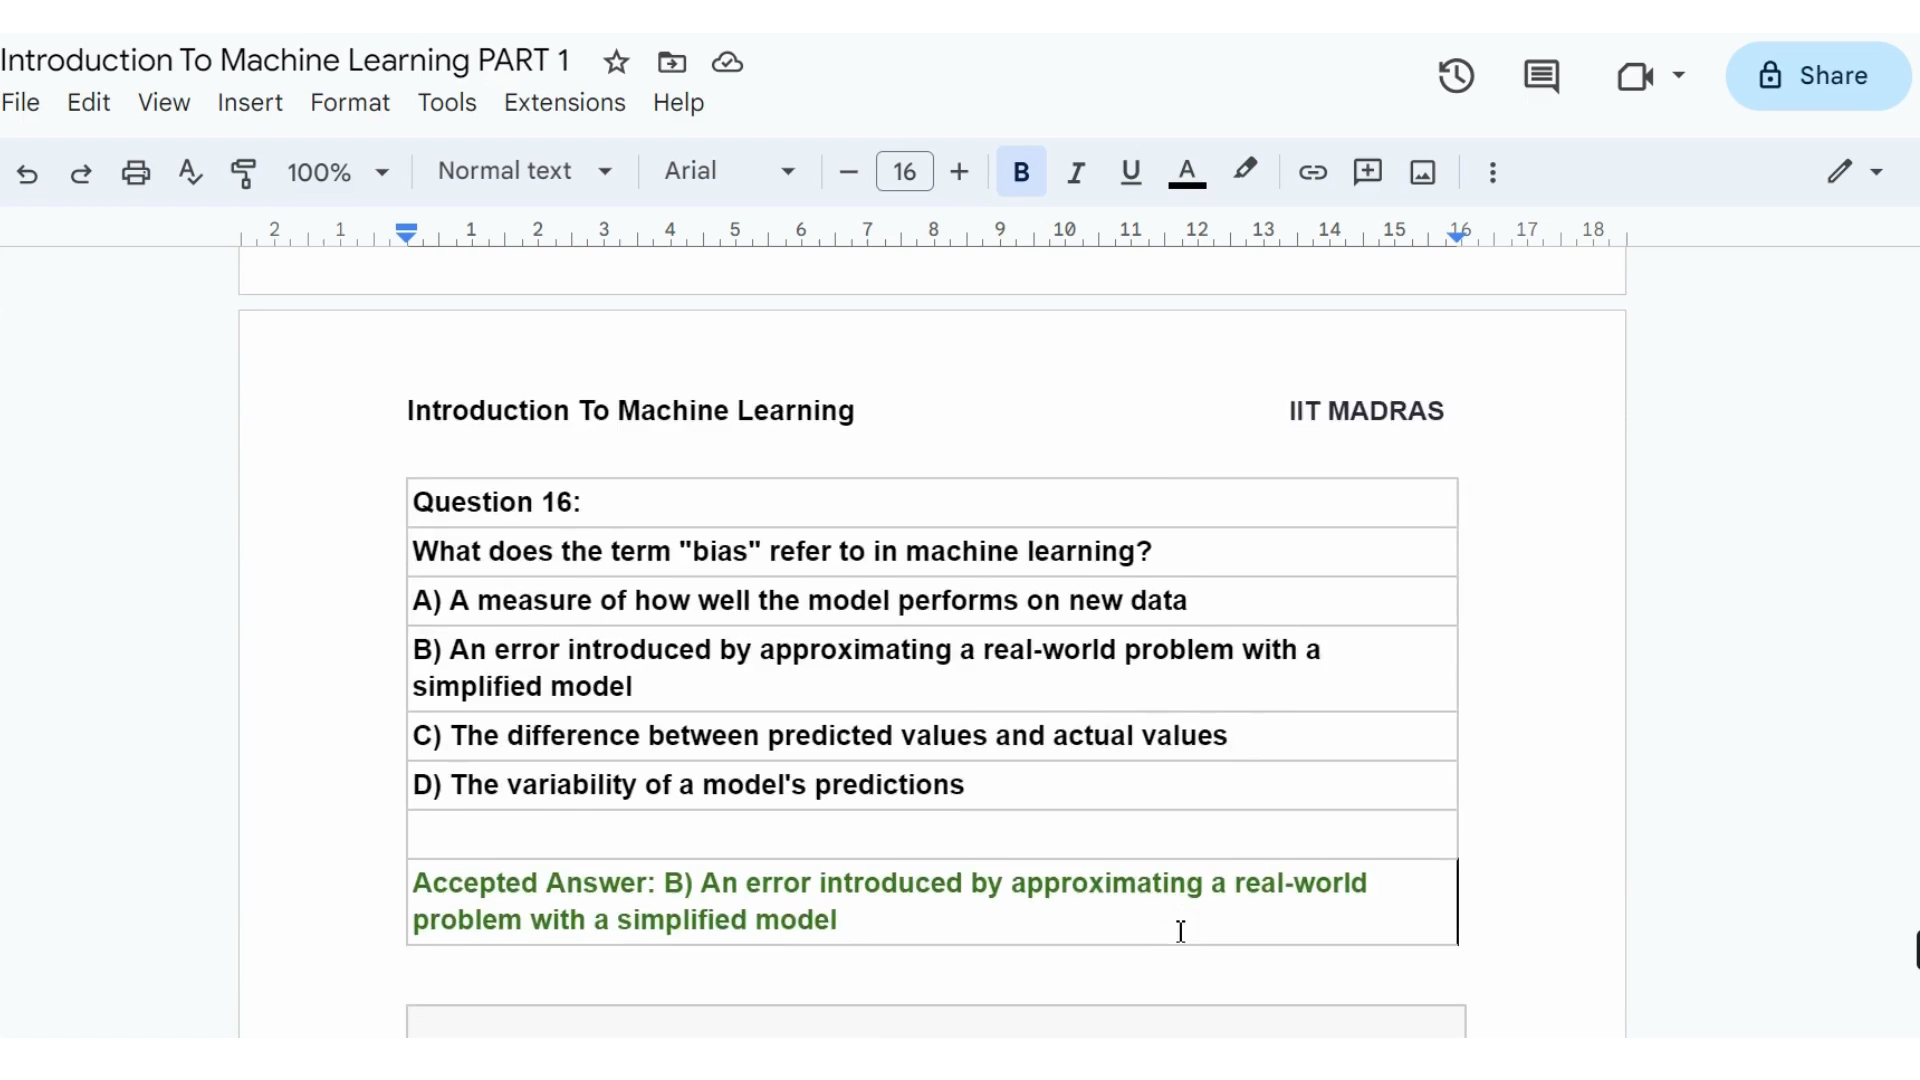 Introduction To Machine Learning PART 1
Share
File Edit View Insert Format Tools Extensions Help
100% Normal text Arial 16 B I U A
2 1 1 2 3 4 5 6 7 8 9 10 11 12 13 14 15 16 17 18
Introduction To Machine Learning IIT MADRAS
Question 16:
What does the term "bias" refer to in machine learning?
A) A measure of how well the model performs on new data
B) An error introduced by approximating a real-world problem with a
simplified model
C) The difference between predicted values and actual values
D) The variability of a model's predictions
Accepted Answer: B) An error introduced by approximating a real-world
problem with a simplified model